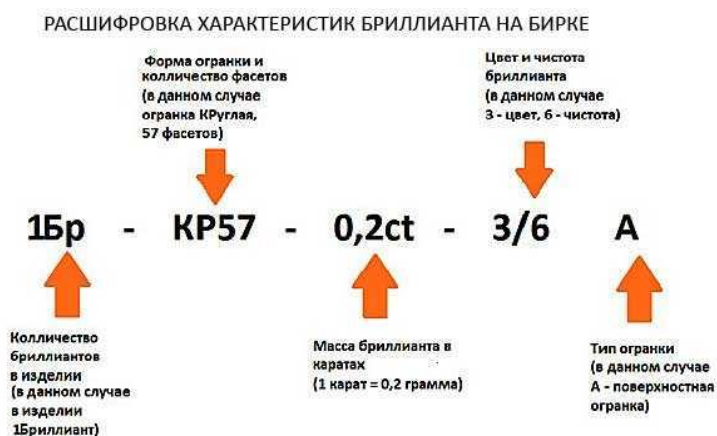 РАСШИФРОВКА ХАРАКТЕРИСТИК БРИЛЛИАНТА НА БИРКЕ
Форма огранки и
колличество фасетов
(в данном случае
огранка КРуглая,
57 фасетов)
Цвет и чистота
бриллианта
(в данном случае
3 - цвет, 6 - чистота)
1Бр - КР57 - 0,2ct - 3/6 А
Колличество
бриллиантов
в изделии
(в данном случае
в изделии
1Бриллиант)
Масса бриллианта в
каратах
(1 карат = 0,2 грамма)
Тип огранки
(в данном случае
А - поверхностная
огранка)